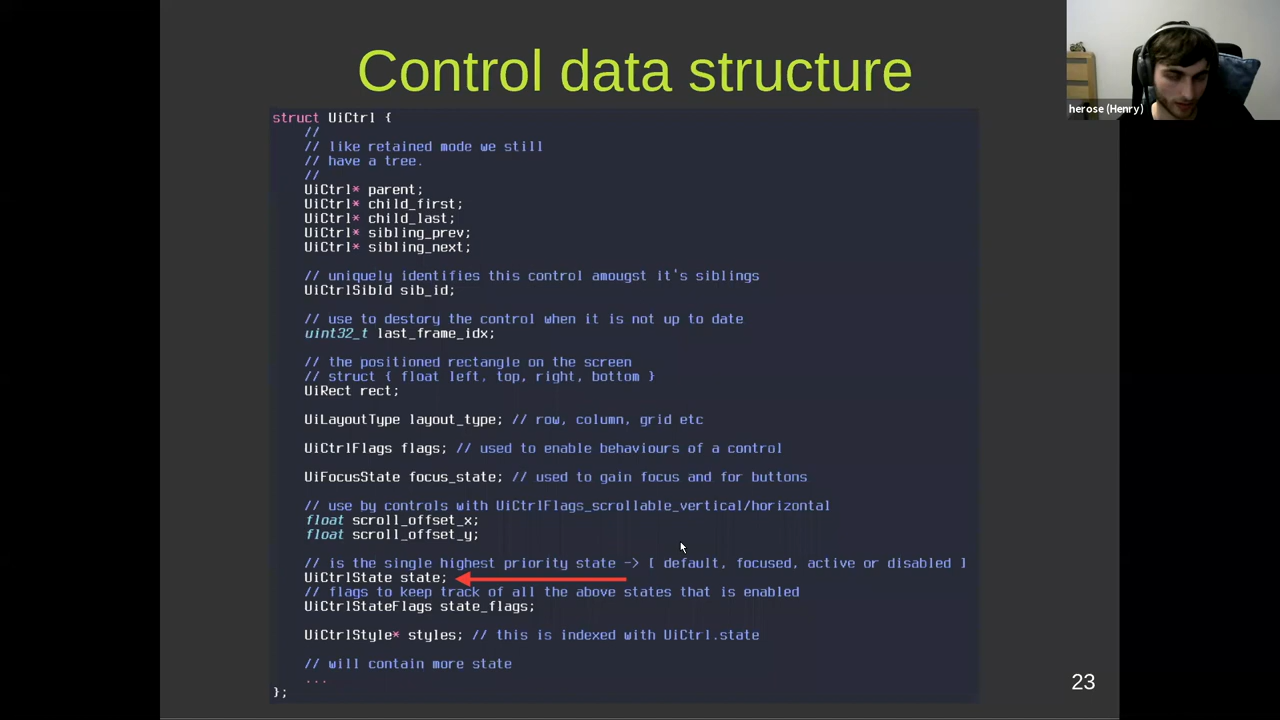 Control data structure
herose (Henry)
struct UiCtrl {
//
// like retained mode we still
// have a tree.
//
UiCtrl* parent;
UiCtrl* child_first;
UiCtrl* child_last;
UiCtrl* sibling_prev;
UiCtrl* sibling_next;
// uniquely identifies this control amougst it's siblings
UiCtrlSibId sib_id;
// use to destory the control when it is not up to date
uint32_t last_frame_idx;
// the positioned rectangle on the screen
// struct { float left, top, right, bottom }
UiRect rect;
UiLayoutType layout_type; // row, column, grid etc
UiCtrlFlags flags; // used to enable behaviours of a control
UiFocusState focus_state; // used to gain focus and for buttons
// use by controls with UiCtrlFlags_scrollable_vertical/horizontal
float scroll_offset_x;
float scroll_offset_y;
// is the single highest priority state -> [ default, focused, active or disabled ]
UiCtrlState state;
// flags to keep track of all the above states that is enabled
UiCtrlStateFlags state_flags;
UiCtrlStyle* styles; // this is indexed with UiCtrl.state
// will contain more state
...
};
23